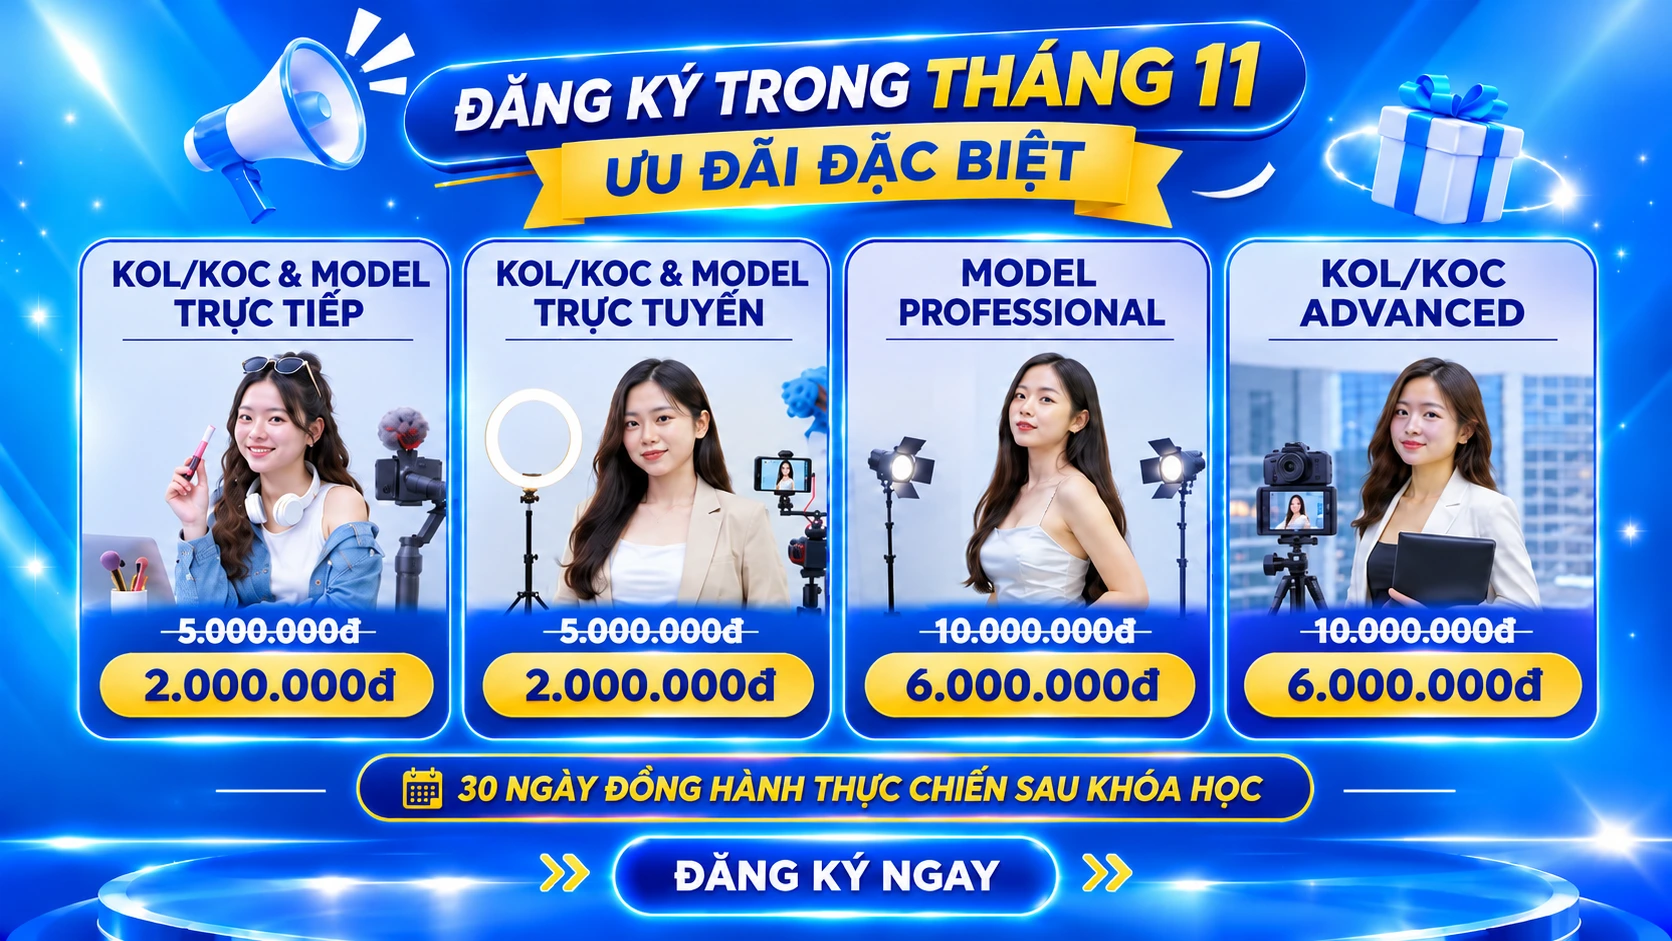 ĐĂNG KÝ TRONG THÁNG 11
ƯU ĐÃI ĐẶC BIỆT
KOL/KOC & MODEL
TRỰC TIẾP
5.000.000đ
2.000.000đ
KOL/KOC & MODEL
TRỰC TUYẾN
5.000.000đ
2.000.000đ
MODEL
PROFESSIONAL
10.000.000đ
6.000.000đ
KOL/KOC
ADVANCED
10.000.000đ
6.000.000đ
30 NGÀY ĐỒNG HÀNH THỰC CHIẾN SAU KHÓA HỌC
ĐĂNG KÝ NGAY